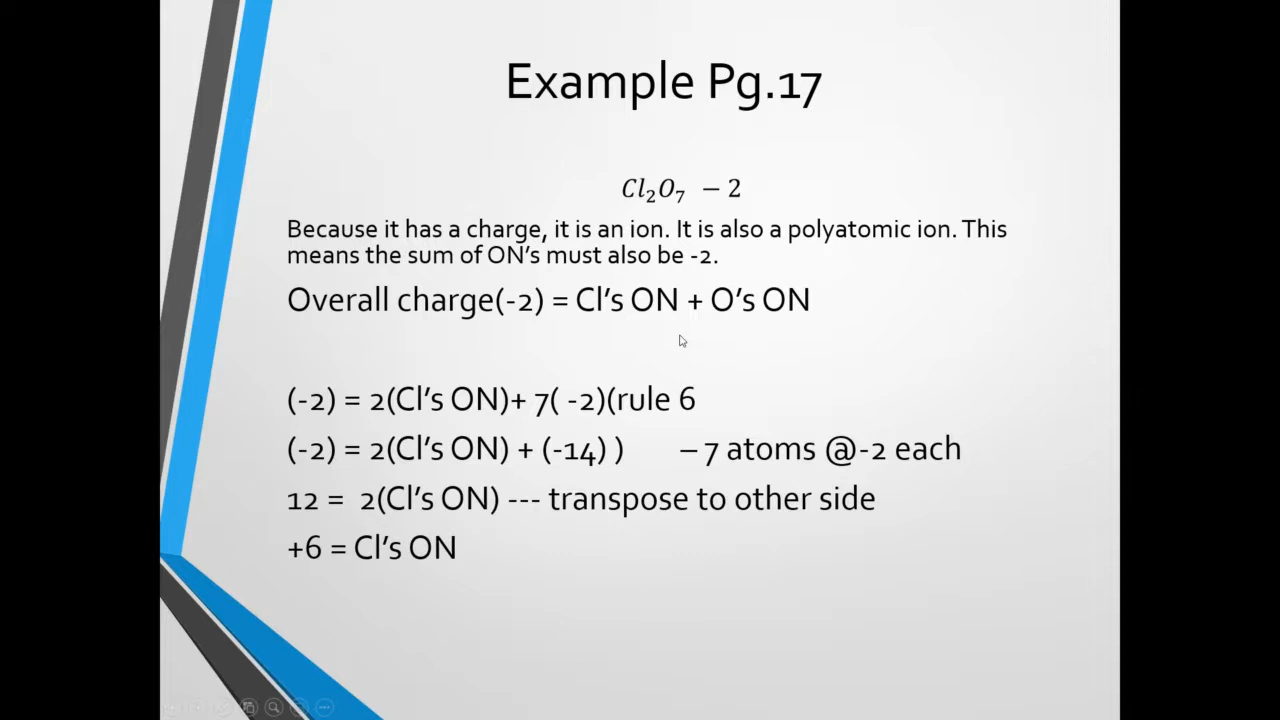 Example Pg.17
Cl₂O₇ − 2
Because it has a charge, it is an ion. It is also a polyatomic ion. This
means the sum of ON’s must also be -2.
Overall charge(-2) = Cl’s ON + O’s ON
(-2) = 2(Cl’s ON)+ 7( -2)(rule 6
(-2) = 2(Cl’s ON) + (-14) ) – 7 atoms @-2 each
12 = 2(Cl’s ON) --- transpose to other side
+6 = Cl’s ON